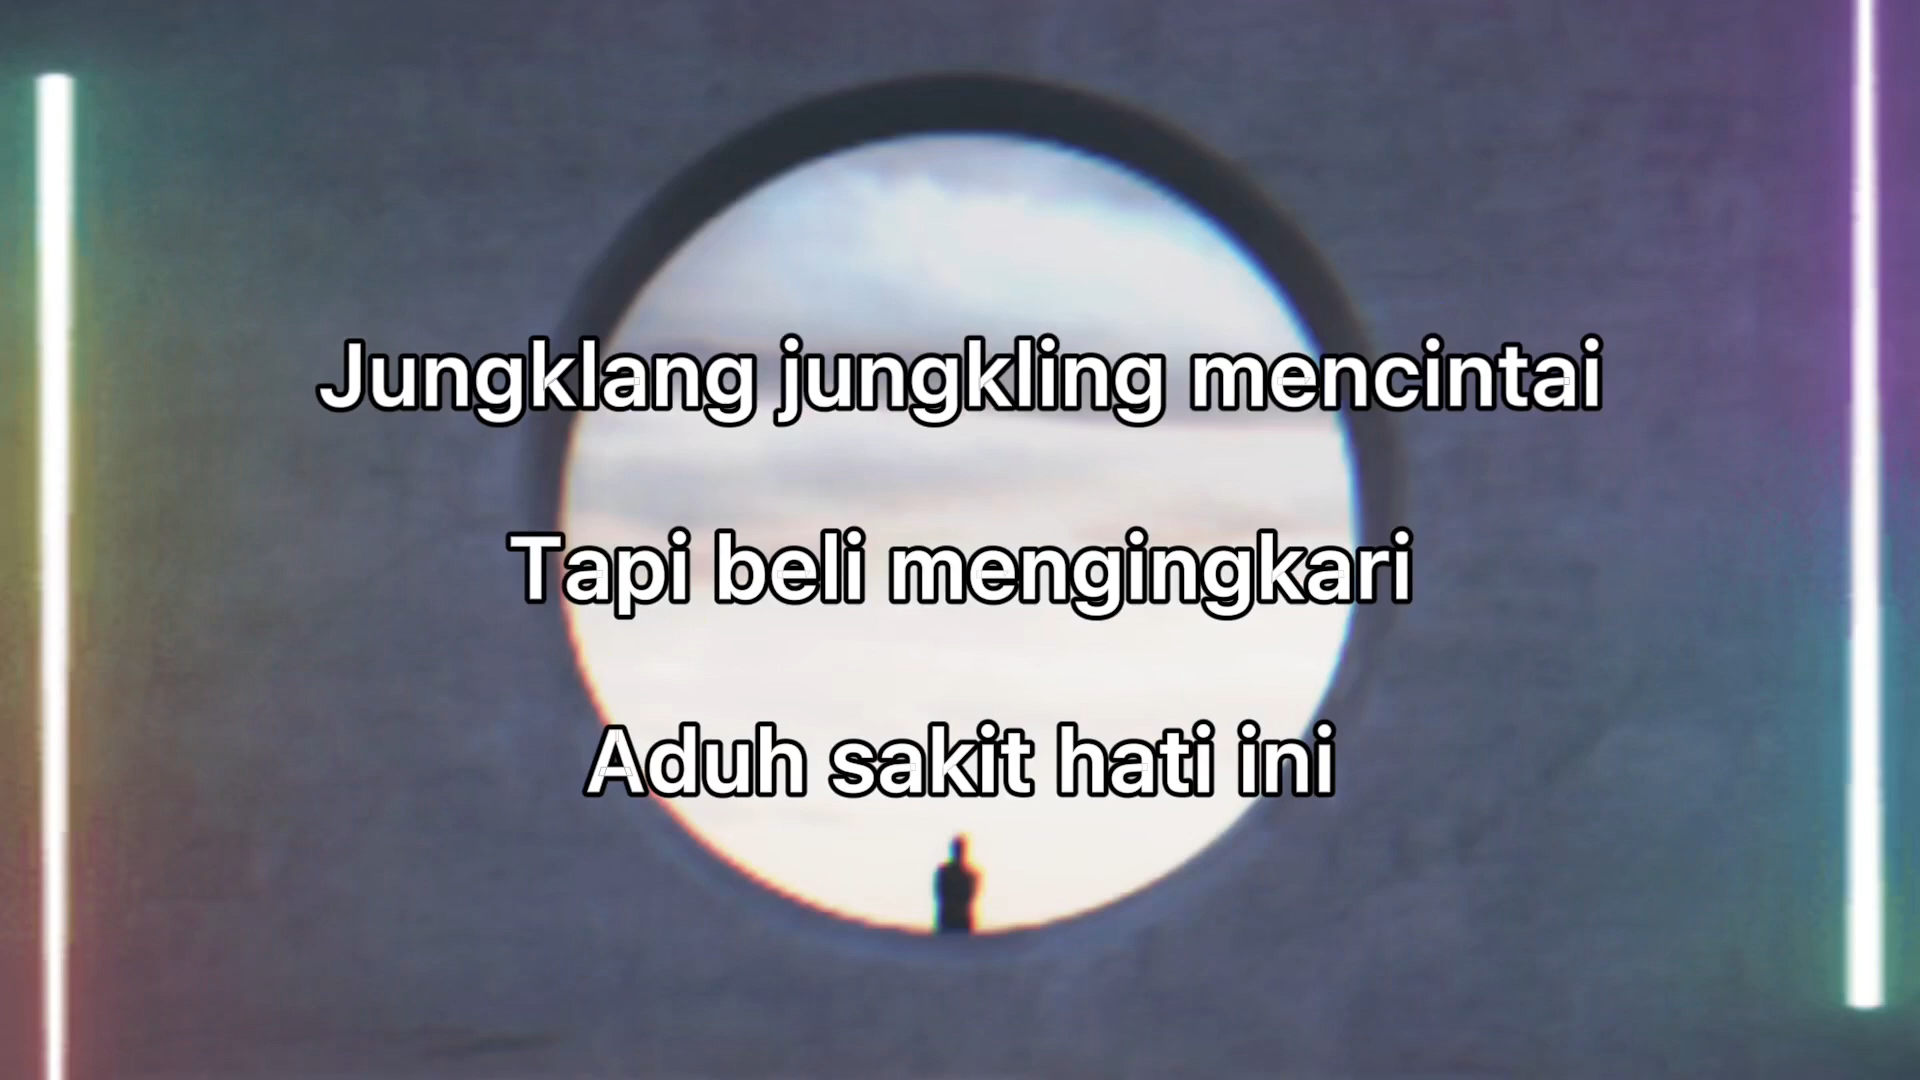 Jungklang jungkling mencintai
Tapi beli mengingkari
Aduh sakit hati ini